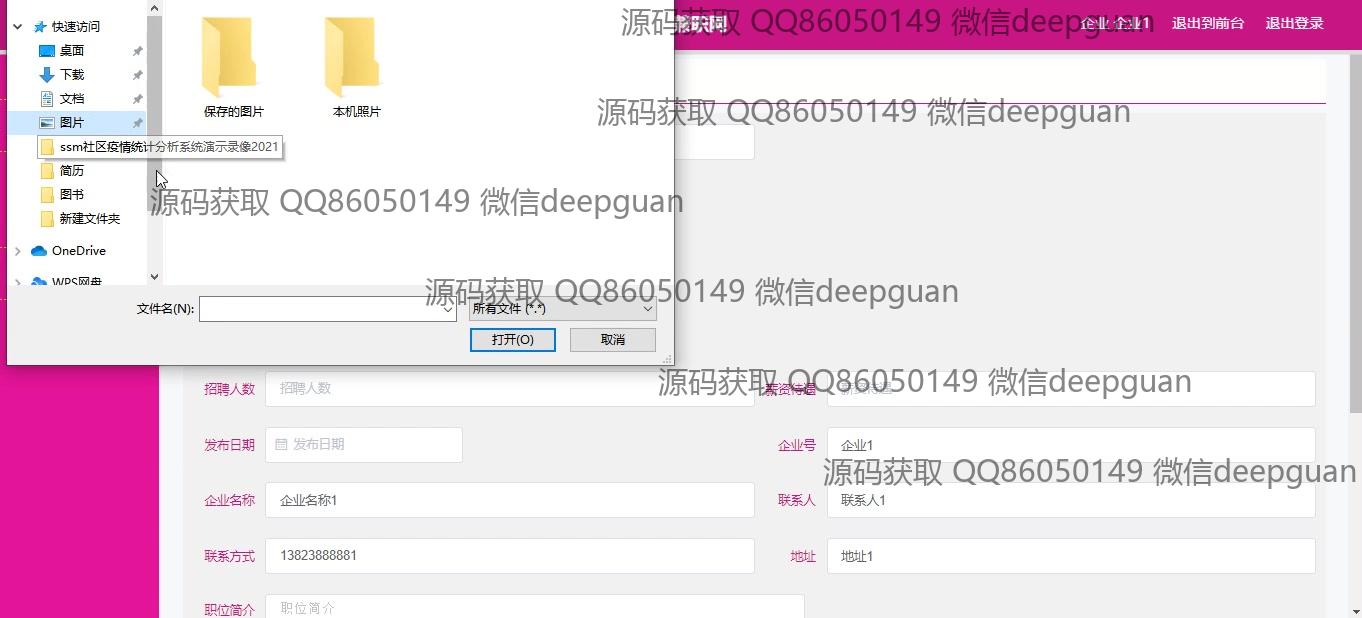 企业 企业1 退出到前台 退出登录
源码获取 QQ86050149 微信deepguan
快速访问
桌面
下载
文档
图片
ssm社区疫情统计分析系统演示录像2021
简历
图书
新建文件夹
OneDrive
WPS网盘
保存的图片 本机照片
源码获取 QQ86050149 微信deepguan
源码获取 QQ86050149 微信deepguan
源码获取 QQ86050149 微信deepguan
文件名(N): 所有文件 (*.*)
打开(O) 取消
招聘人数 招聘人数 薪资待遇 薪资待遇
源码获取 QQ86050149 微信deepguan
发布日期 发布日期 企业号 企业1
源码获取 QQ86050149 微信deepguan
企业名称 企业名称1 联系人 联系人1
联系方式 13823888881 地址 地址1
职位简介 职位简介